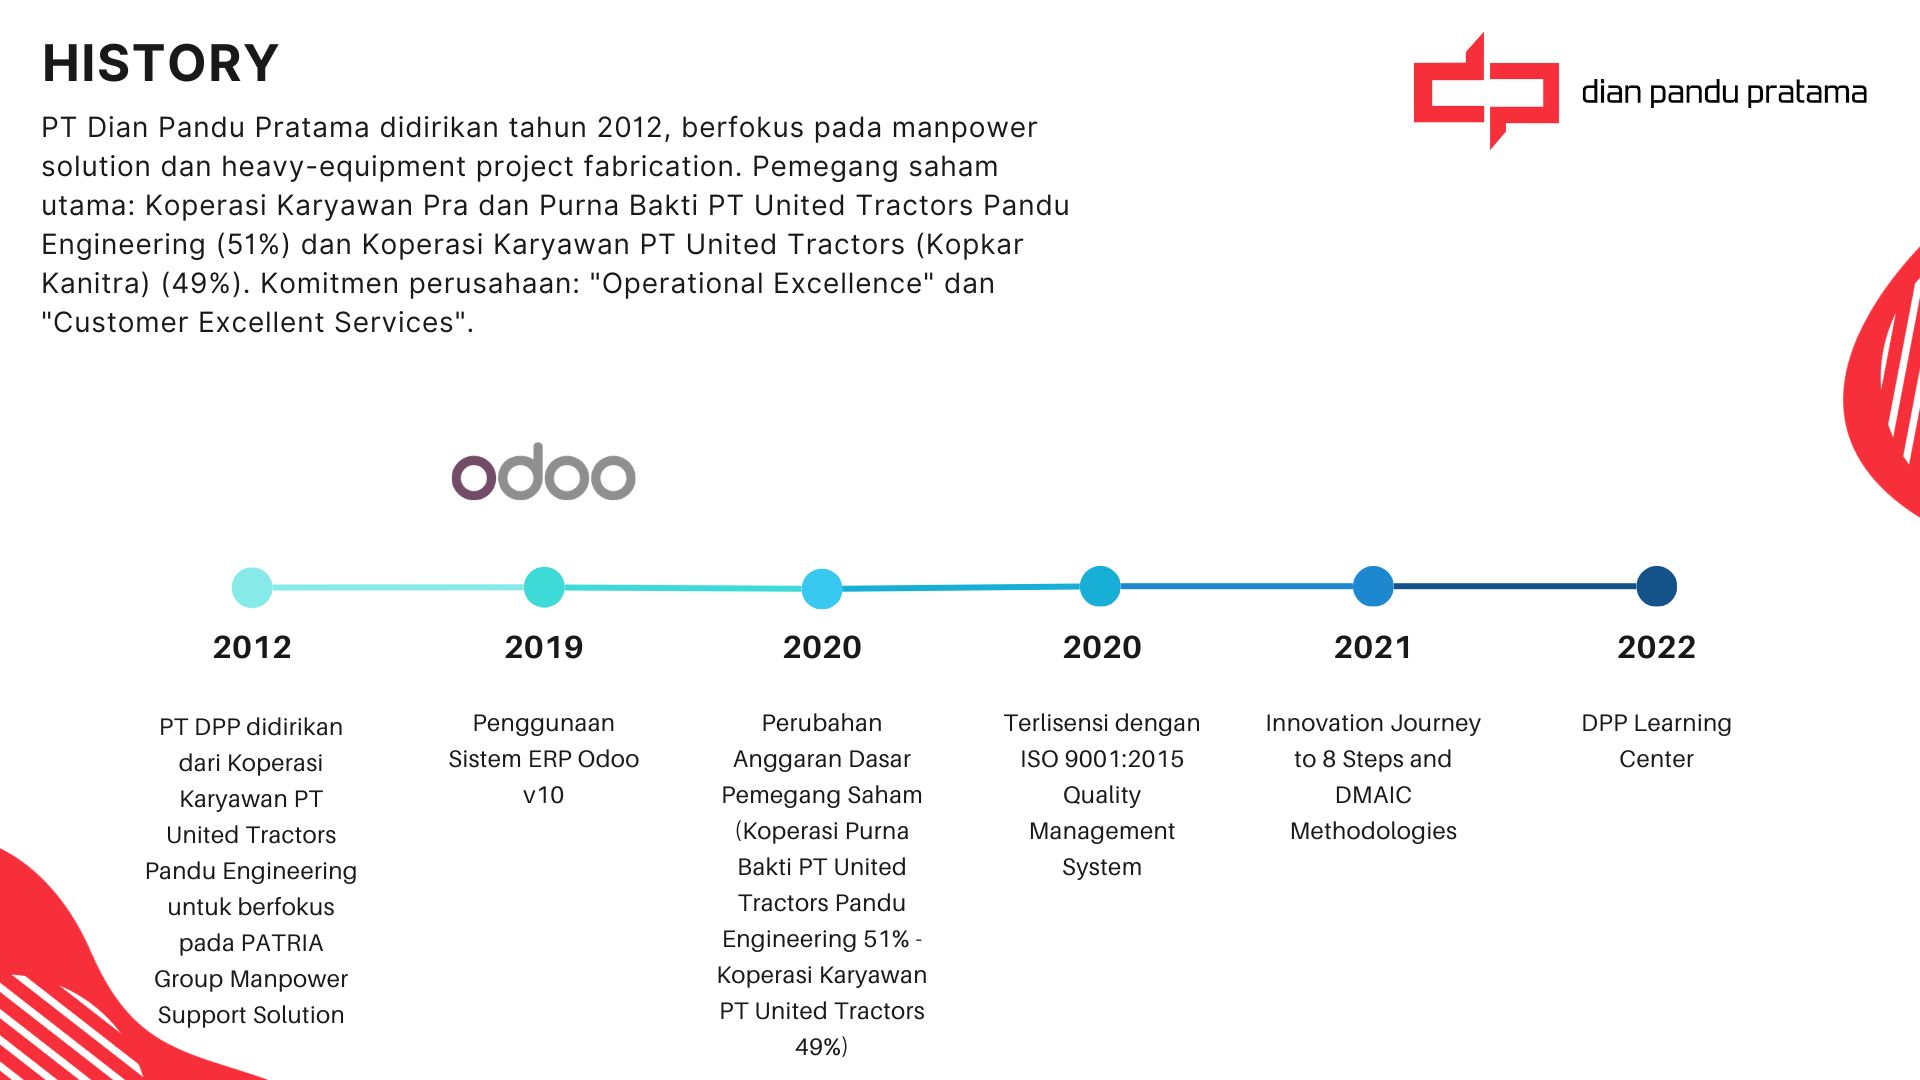 HISTORY
dian pandu pratama
PT Dian Pandu Pratama didirikan tahun 2012, berfokus pada manpower
solution dan heavy-equipment project fabrication. Pemegang saham
utama: Koperasi Karyawan Pra dan Purna Bakti PT United Tractors Pandu
Engineering (51%) dan Koperasi Karyawan PT United Tractors (Kopkar
Kanitra) (49%). Komitmen perusahaan: "Operational Excellence" dan
"Customer Excellent Services".
odoo
2012
PT DPP didirikan
dari Koperasi
Karyawan PT
United Tractors
Pandu Engineering
untuk berfokus
pada PATRIA
Group Manpower
Support Solution
2019
Penggunaan
Sistem ERP Odoo
v10
2020
Perubahan
Anggaran Dasar
Pemegang Saham
(Koperasi Purna
Bakti PT United
Tractors Pandu
Engineering 51% -
Koperasi Karyawan
PT United Tractors
49%)
2020
Terlisensi dengan
ISO 9001:2015
Quality
Management
System
2021
Innovation Journey
to 8 Steps and
DMAIC
Methodologies
2022
DPP Learning
Center